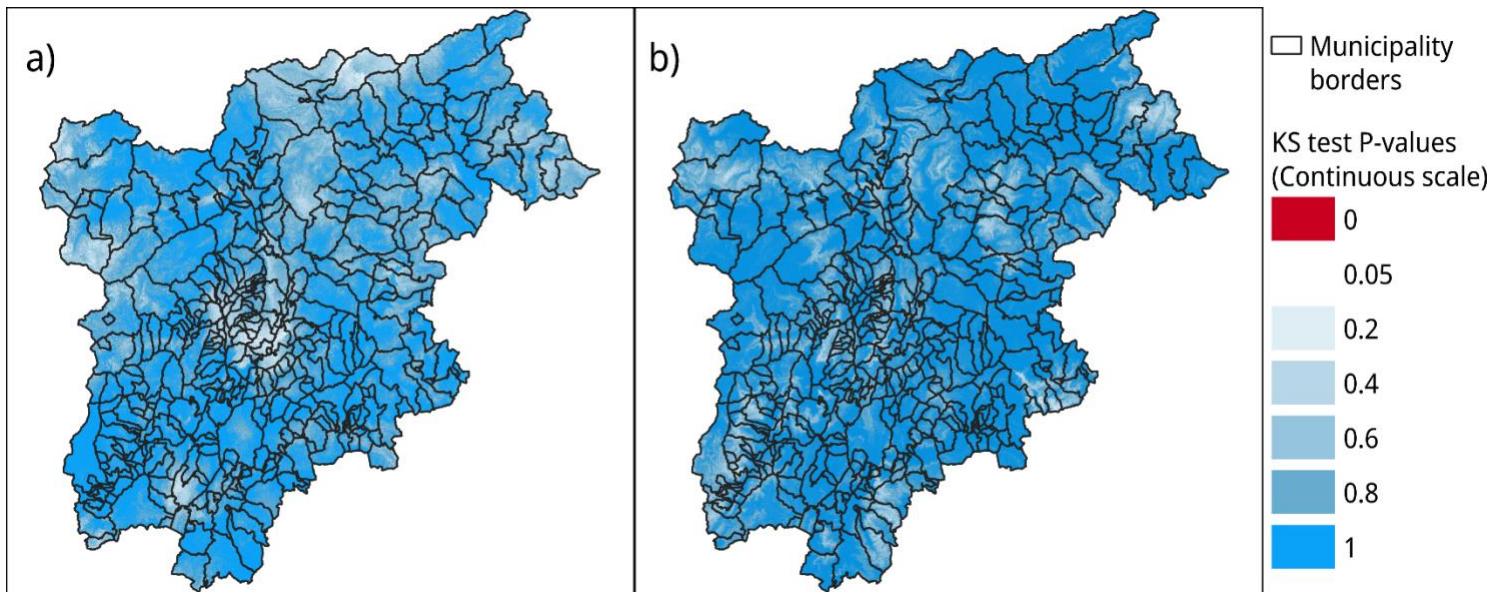 a)
b)
Municipality
borders
KS test P-values
(Continuous scale)
0
0.05
0.2
0.4
0.6
0.8
1